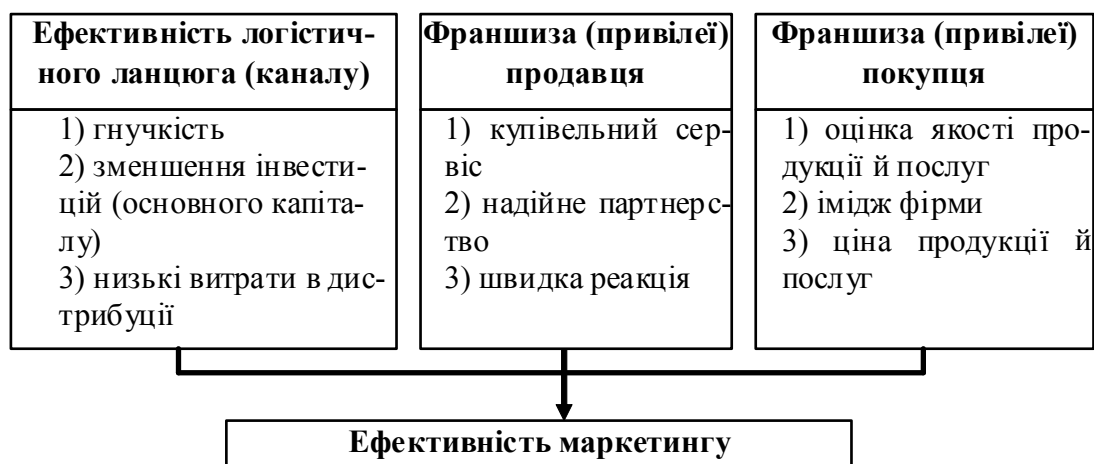 Ефективність логістич-
ного ланцюга (каналу)
1) гнучкість
2) зменшення інвести-
цій (основного капіта-
лу)
3) низькі витрати в дис-
трибуції
Франшиза (привілеї)
продавця
1) купівельний сер-
віс
2) надійне партнерс-
тво
3) швидка реакція
Франшиза (привілеї)
покупця
1) оцінка якості про-
дукції й послуг
2) імідж фірми
3) ціна продукції й
послуг
Ефективність маркетингу